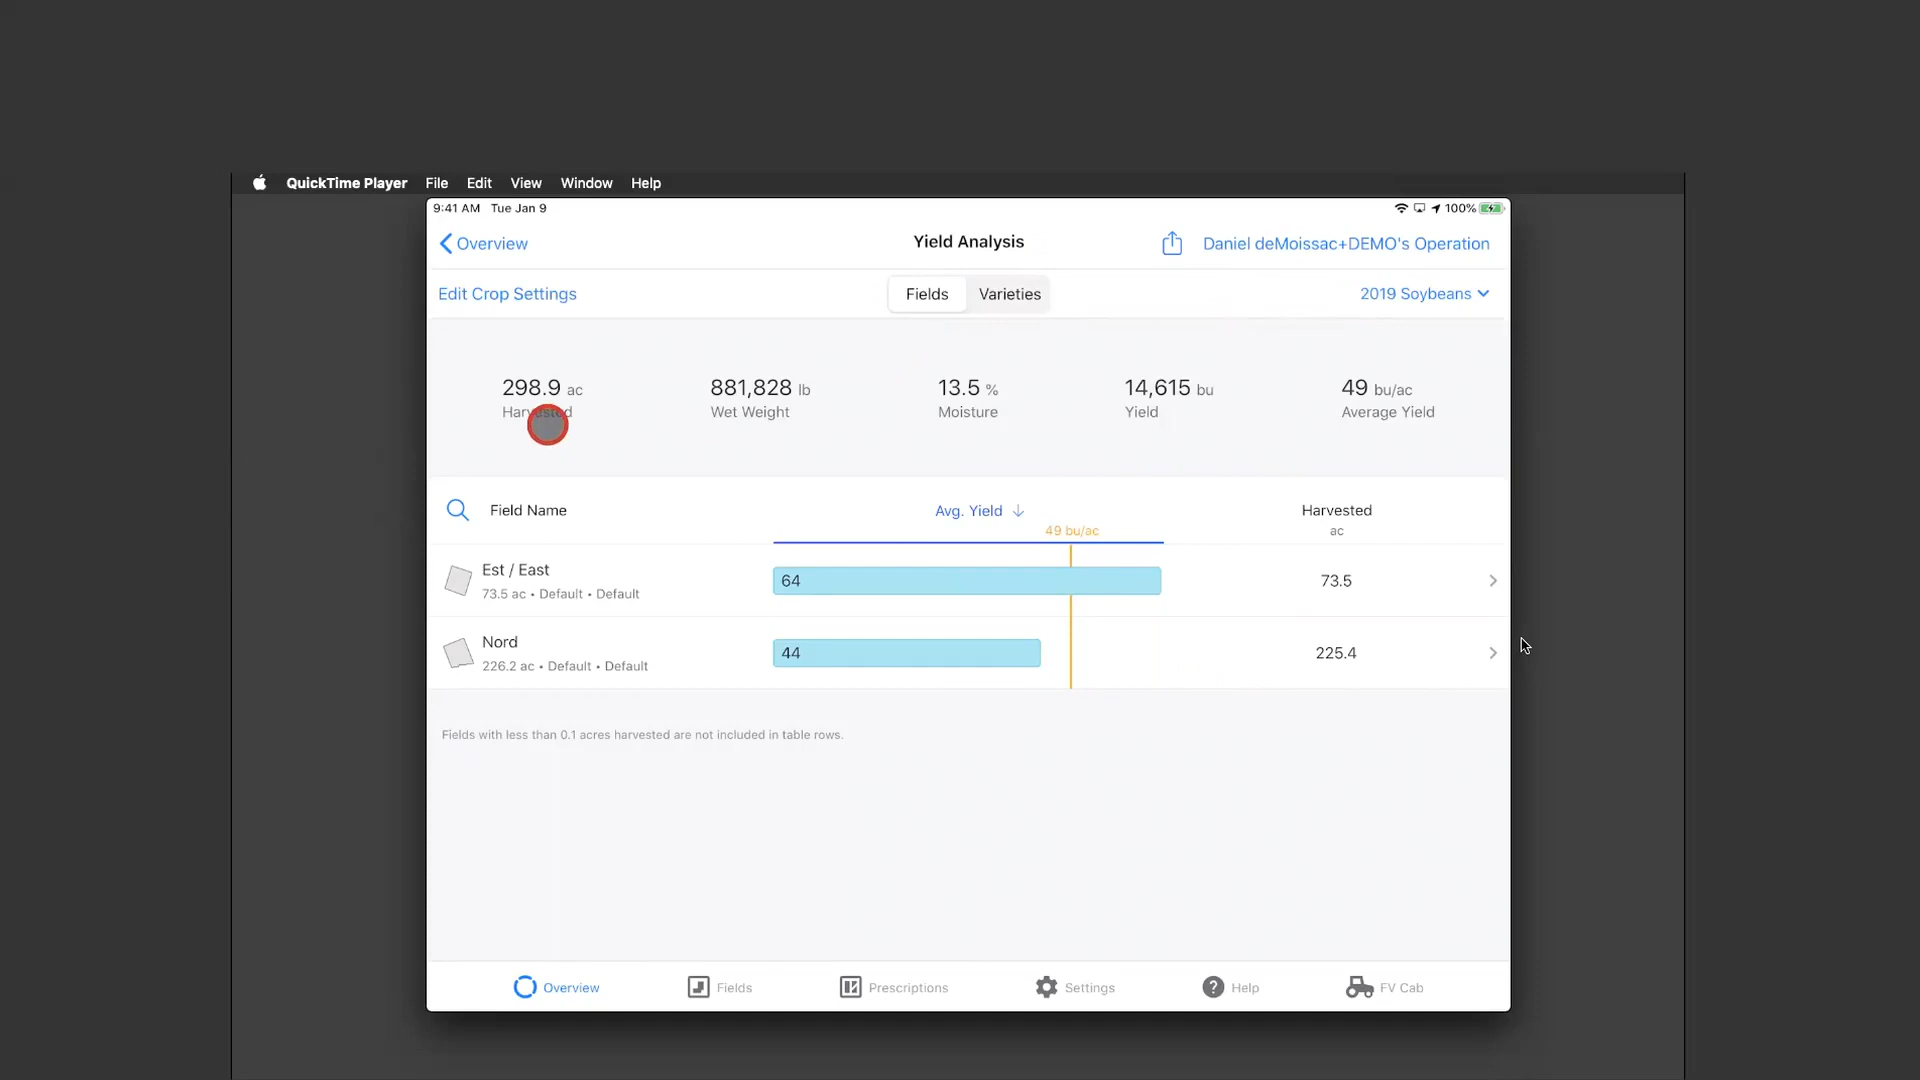 QuickTime Player File Edit View Window Help
9:41 AM Tue Jan 9 100%
Overview Yield Analysis Daniel deMoissac+DEMO's Operation
Edit Crop Settings Fields Varieties 2019 Soybeans
298.9 ac 881,828 lb 13.5 % 14,615 bu 49 bu/ac
Harvested Wet Weight Moisture Yield Average Yield
Field Name Avg. Yield Harvested
49 bu/ac ac
Est / East
64 73.5
73.5 ac • Default • Default
Nord
44 225.4
226.2 ac • Default • Default
Fields with less than 0.1 acres harvested are not included in table rows.
Overview Fields Prescriptions Settings Help FV Cab